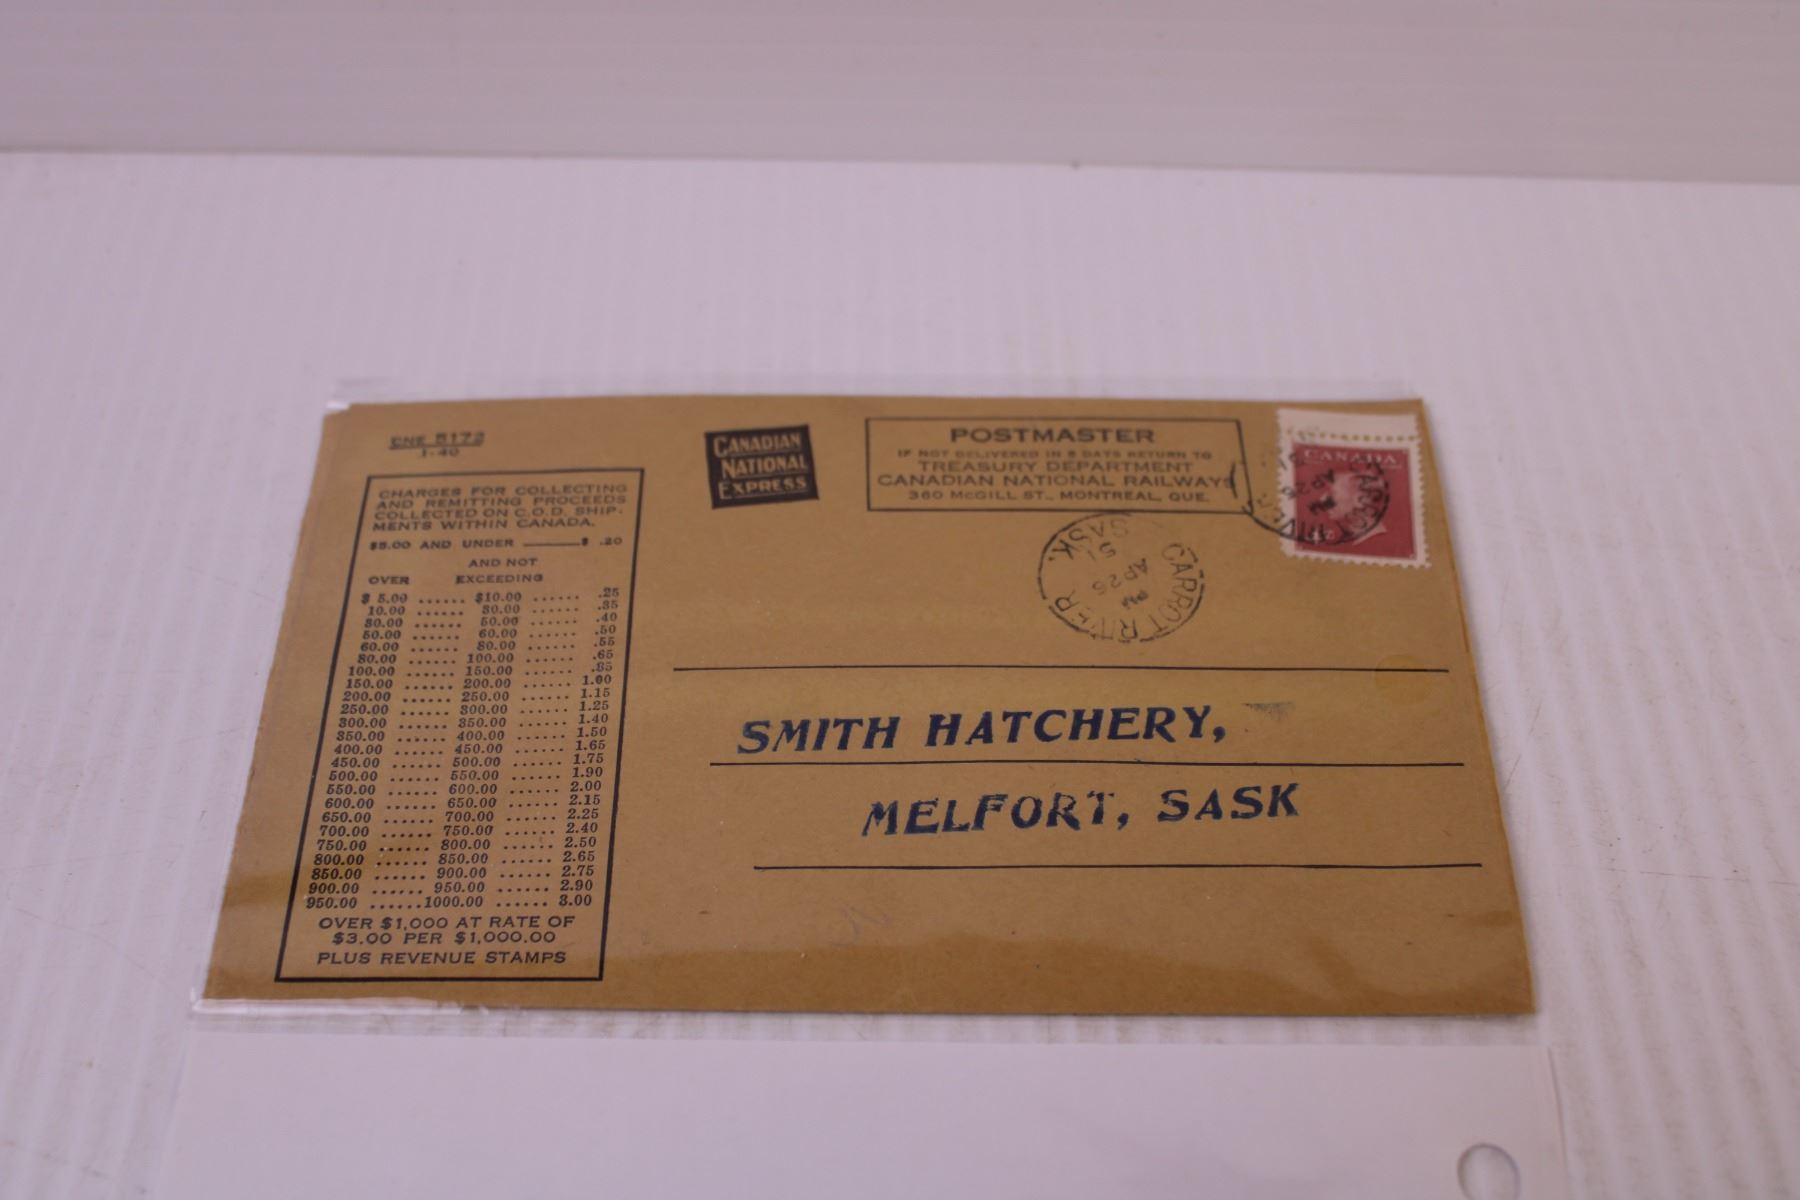 CNE 5172
1-40
CHARGES FOR COLLECTING
AND REMITTING PROCEEDS
COLLECTED ON C.O.D. SHIP-
MENTS WITHIN CANADA.
$5.00 AND UNDER ———$ .20
AND NOT
OVER EXCEEDING
$ 5.00 ...... $10.00 ...... .25
10.00 ...... 30.00 ...... .35
30.00 ...... 50.00 ...... .40
50.00 ...... 60.00 ...... .50
60.00 ...... 80.00 ...... .55
80.00 ...... 100.00 ...... .65
100.00 ...... 150.00 ...... .85
150.00 ...... 200.00 ...... 1.00
200.00 ...... 250.00 ...... 1.15
250.00 ...... 300.00 ...... 1.25
300.00 ...... 350.00 ...... 1.40
350.00 ...... 400.00 ...... 1.50
400.00 ...... 450.00 ...... 1.65
450.00 ...... 500.00 ...... 1.75
500.00 ...... 550.00 ...... 1.90
550.00 ...... 600.00 ...... 2.00
600.00 ...... 650.00 ...... 2.15
650.00 ...... 700.00 ...... 2.25
700.00 ...... 750.00 ...... 2.40
750.00 ...... 800.00 ...... 2.50
800.00 ...... 850.00 ...... 2.65
850.00 ...... 900.00 ...... 2.75
900.00 ...... 950.00 ...... 2.90
950.00 ......1000.00 ...... 3.00
OVER $1,000 AT RATE OF
$3.00 PER $1,000.00
PLUS REVENUE STAMPS
CANADIAN
NATIONAL
EXPRESS
POSTMASTER
IF NOT DELIVERED IN 5 DAYS RETURN TO
TREASURY DEPARTMENT
CANADIAN NATIONAL RAILWAYS
360 McGILL ST., MONTREAL, QUE.
CANADA
CARROT RIVER
PM
AP 26
51
CARROT RIVER
PM
AP 26
51
SASK.
SMITH HATCHERY,
MELFORT, SASK